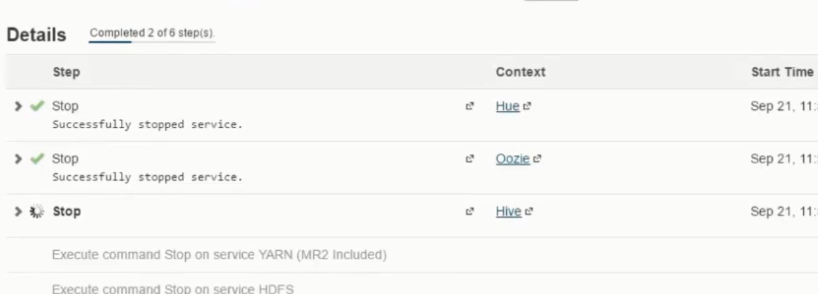 Details Completed 2 of 6 step(s).
Step Context Start Time
Stop Hue Sep 21, 11:
Successfully stopped service.
Stop Oozie Sep 21, 11:
Successfully stopped service.
Stop Hive Sep 21, 11:
Execute command Stop on service YARN (MR2 Included)
Execute command Stop on service HDFS